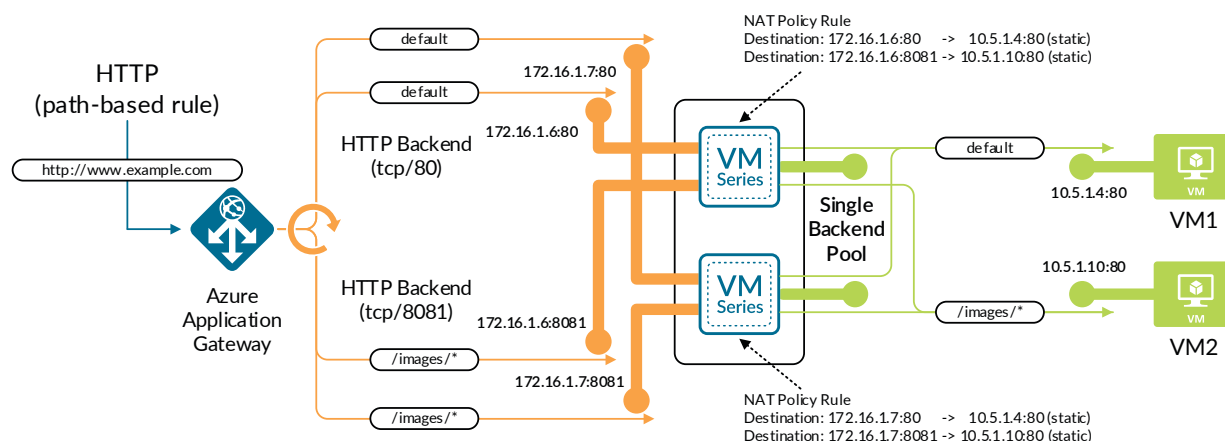 NAT Policy Rule
Destination: 172.16.1.6:80 -> 10.5.1.4:80 (static)
Destination: 172.16.1.6:8081 -> 10.5.1.10:80 (static)
default
HTTP
(path-based rule)
172.16.1.7:80
default
172.16.1.6:80
HTTP Backend
(tcp/80)
http://www.example.com
VM
Series
default
10.5.1.4:80
VM
VM1
Single
Backend
Pool
Azure
Application
Gateway
HTTP Backend
(tcp/8081)
172.16.1.6:8081
VM
Series
10.5.1.10:80
/images/*
VM
VM2
/images/*
172.16.1.7:8081
/images/*
NAT Policy Rule
Destination: 172.16.1.7:80 -> 10.5.1.4:80 (static)
Destination: 172.16.1.7:8081 -> 10.5.1.10:80 (static)